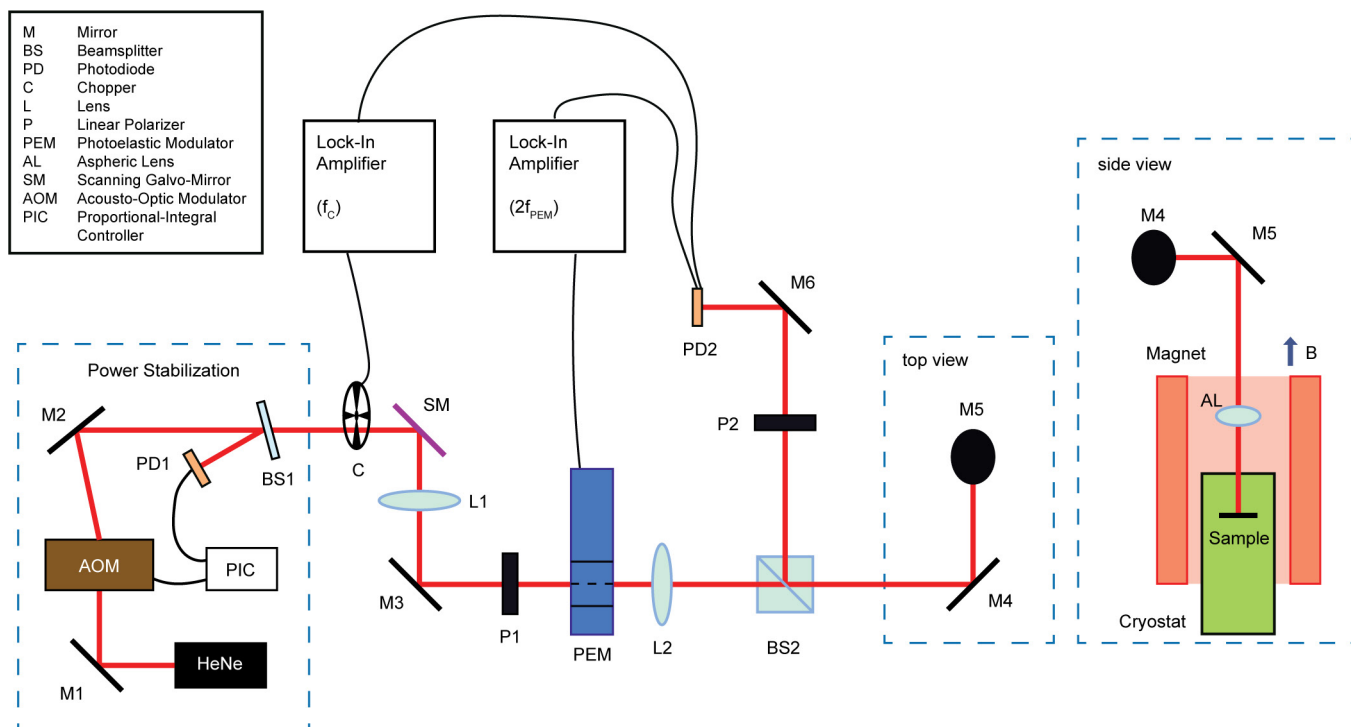 M Mirror
BS Beamsplitter
PD Photodiode
C Chopper
L Lens
P Linear Polarizer
PEM Photoelastic Modulator
AL Aspheric Lens
SM Scanning Galvo-Mirror
AOM Acousto-Optic Modulator
PIC Proportional-Integral
Controller
Lock-In
Amplifier
(fC)
Lock-In
Amplifier
(2fPEM)
side view
M4
M5
Magnet
B
AL
Sample
Cryostat
M6
PD2
P2
top view
M5
M4
Power Stabilization
M2
PD1
BS1
AOM
PIC
M1
HeNe
C
SM
L1
M3
P1
PEM
L2
BS2